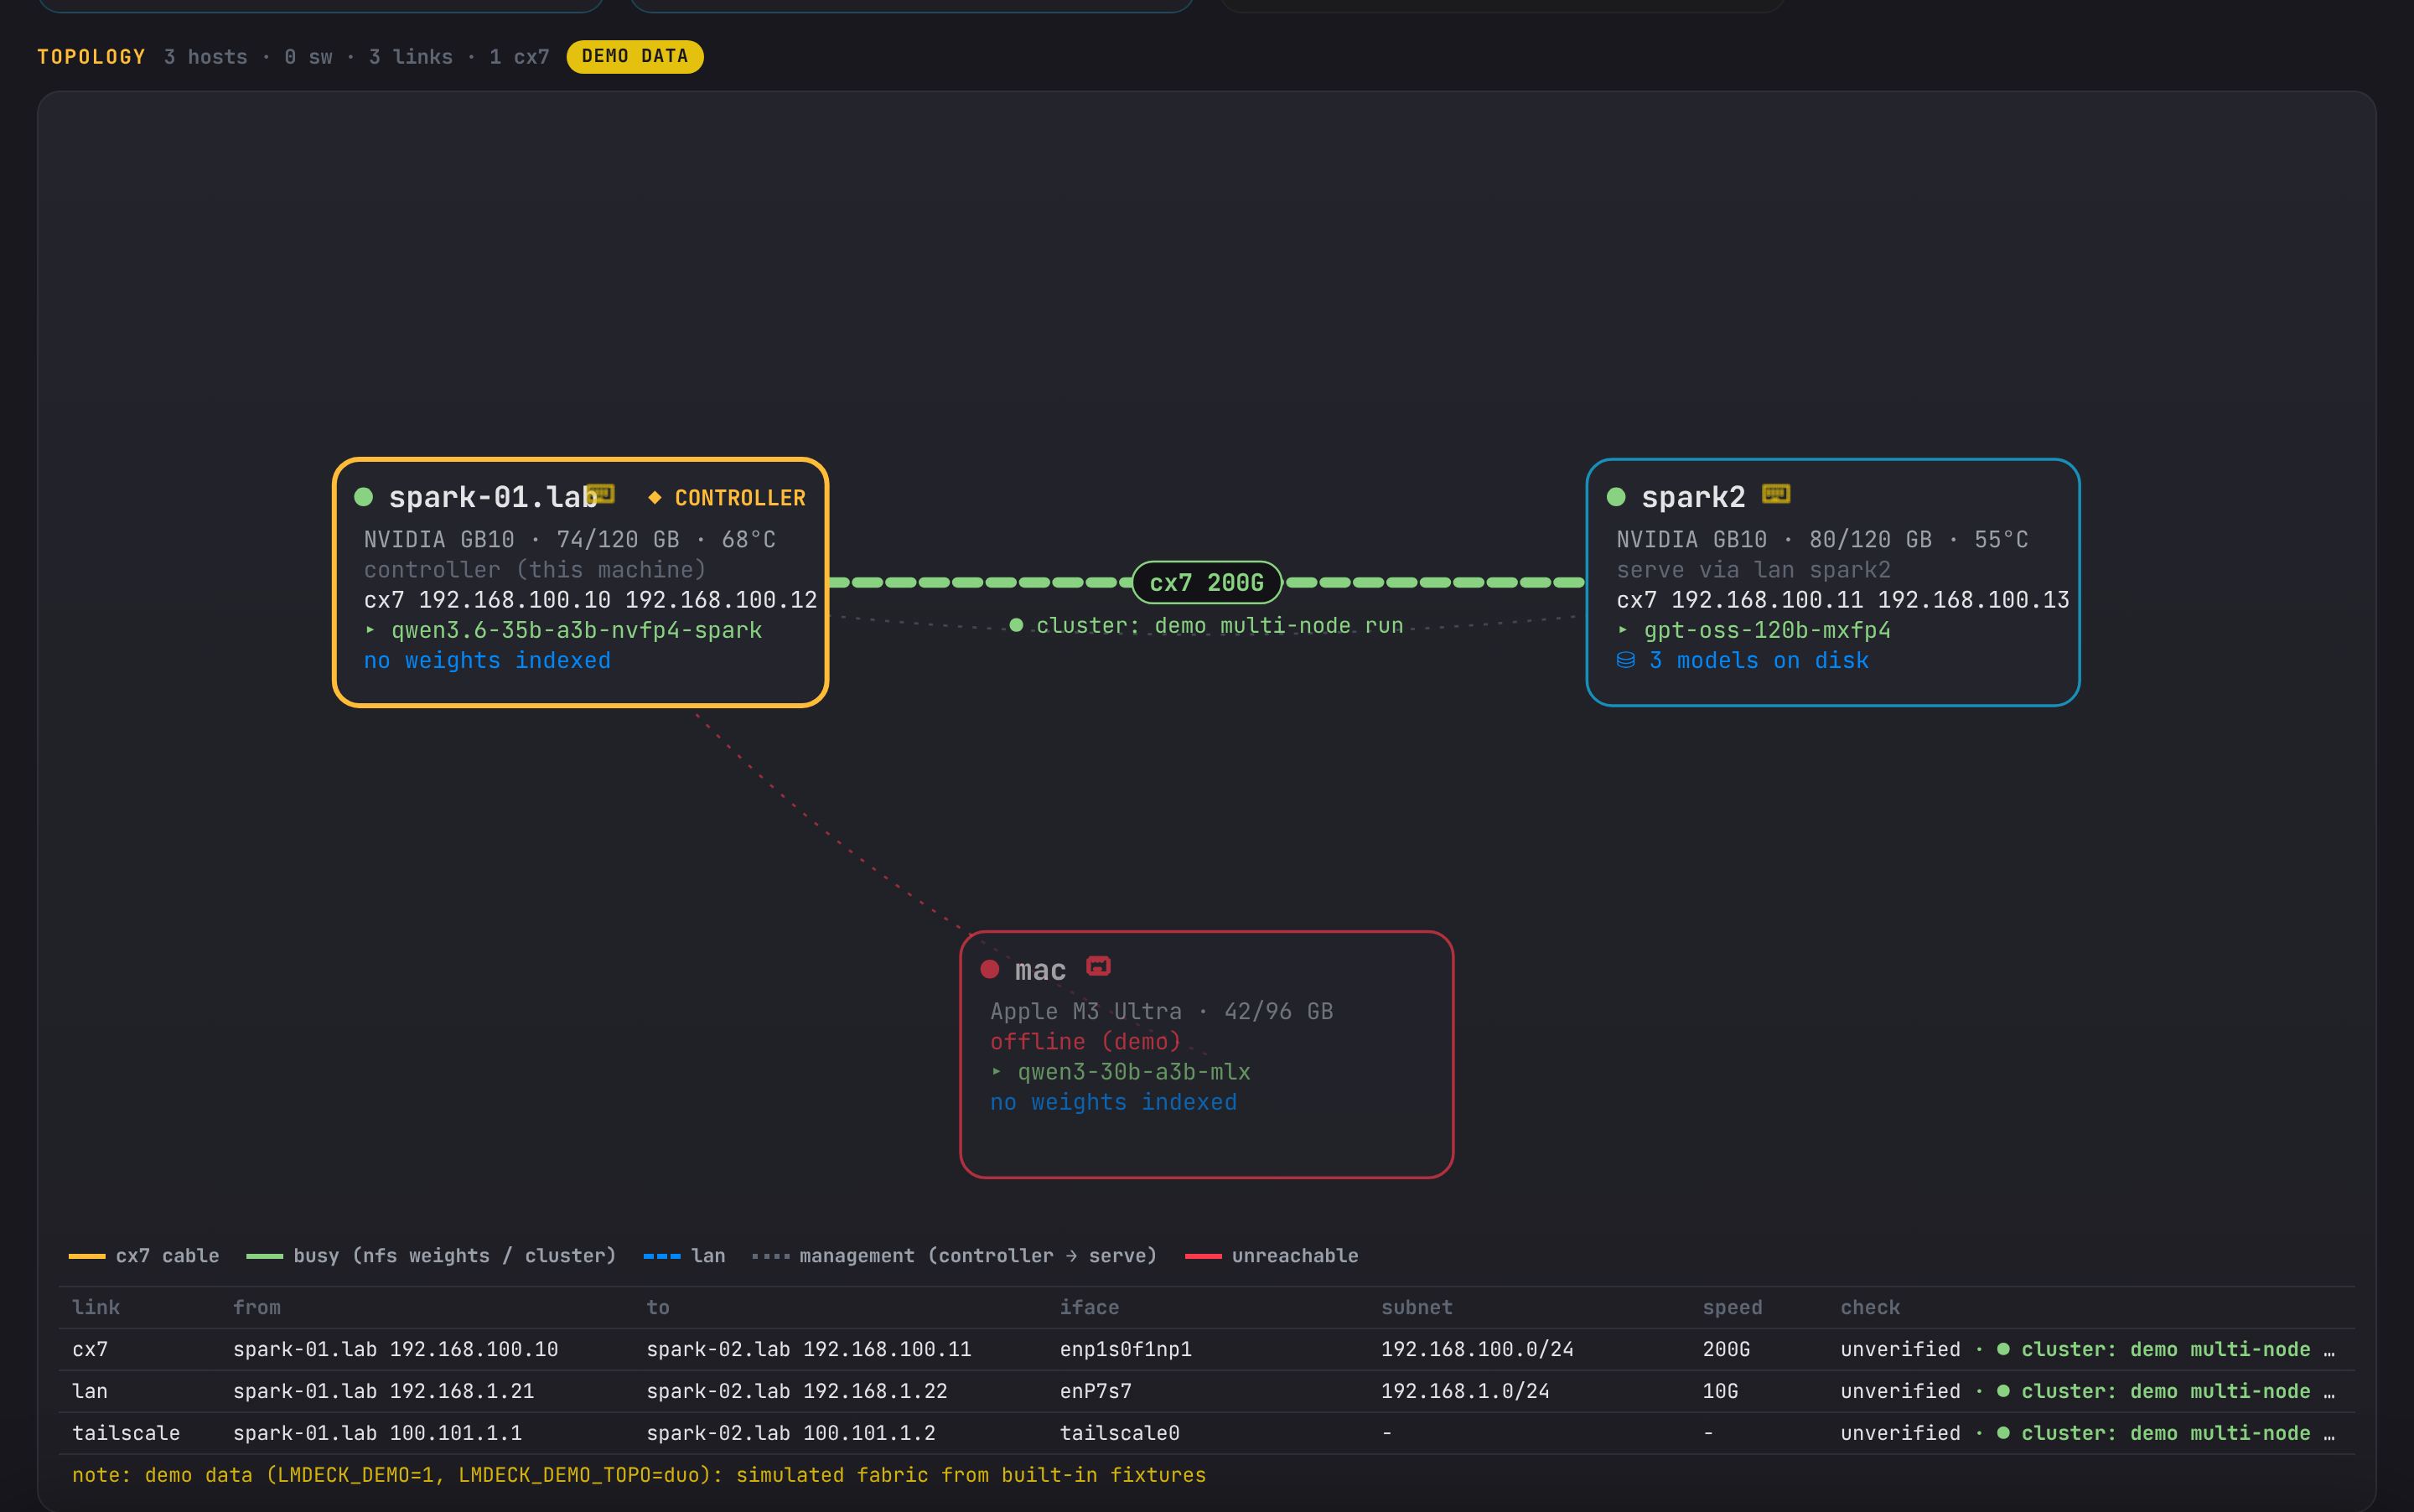 TOPOLOGY 3 hosts · 0 sw · 3 links · 1 cx7 DEMO DATA
spark-01.lab ◆ CONTROLLER
NVIDIA GB10 · 74/120 GB · 68°C
controller (this machine)
cx7 192.168.100.10 192.168.100.12
▸ qwen3.6-35b-a3b-nvfp4-spark
no weights indexed
cx7 200G
● cluster: demo multi-node run
spark2
NVIDIA GB10 · 80/120 GB · 55°C
serve via lan spark2
cx7 192.168.100.11 192.168.100.13
▸ gpt-oss-120b-mxfp4
3 models on disk
mac
Apple M3 Ultra · 42/96 GB
offline (demo)
▸ qwen3-30b-a3b-mlx
no weights indexed
cx7 cable busy (nfs weights / cluster) lan management (controller → serve) unreachable
link from to iface subnet speed check
cx7 spark-01.lab 192.168.100.10 spark-02.lab 192.168.100.11 enp1s0f1np1 192.168.100.0/24 200G unverified · ● cluster: demo multi-node …
lan spark-01.lab 192.168.1.21 spark-02.lab 192.168.1.22 enP7s7 192.168.1.0/24 10G unverified · ● cluster: demo multi-node …
tailscale spark-01.lab 100.101.1.1 spark-02.lab 100.101.1.2 tailscale0 - - unverified · ● cluster: demo multi-node …
note: demo data (LMDECK_DEMO=1, LMDECK_DEMO_TOPO=duo): simulated fabric from built-in fixtures